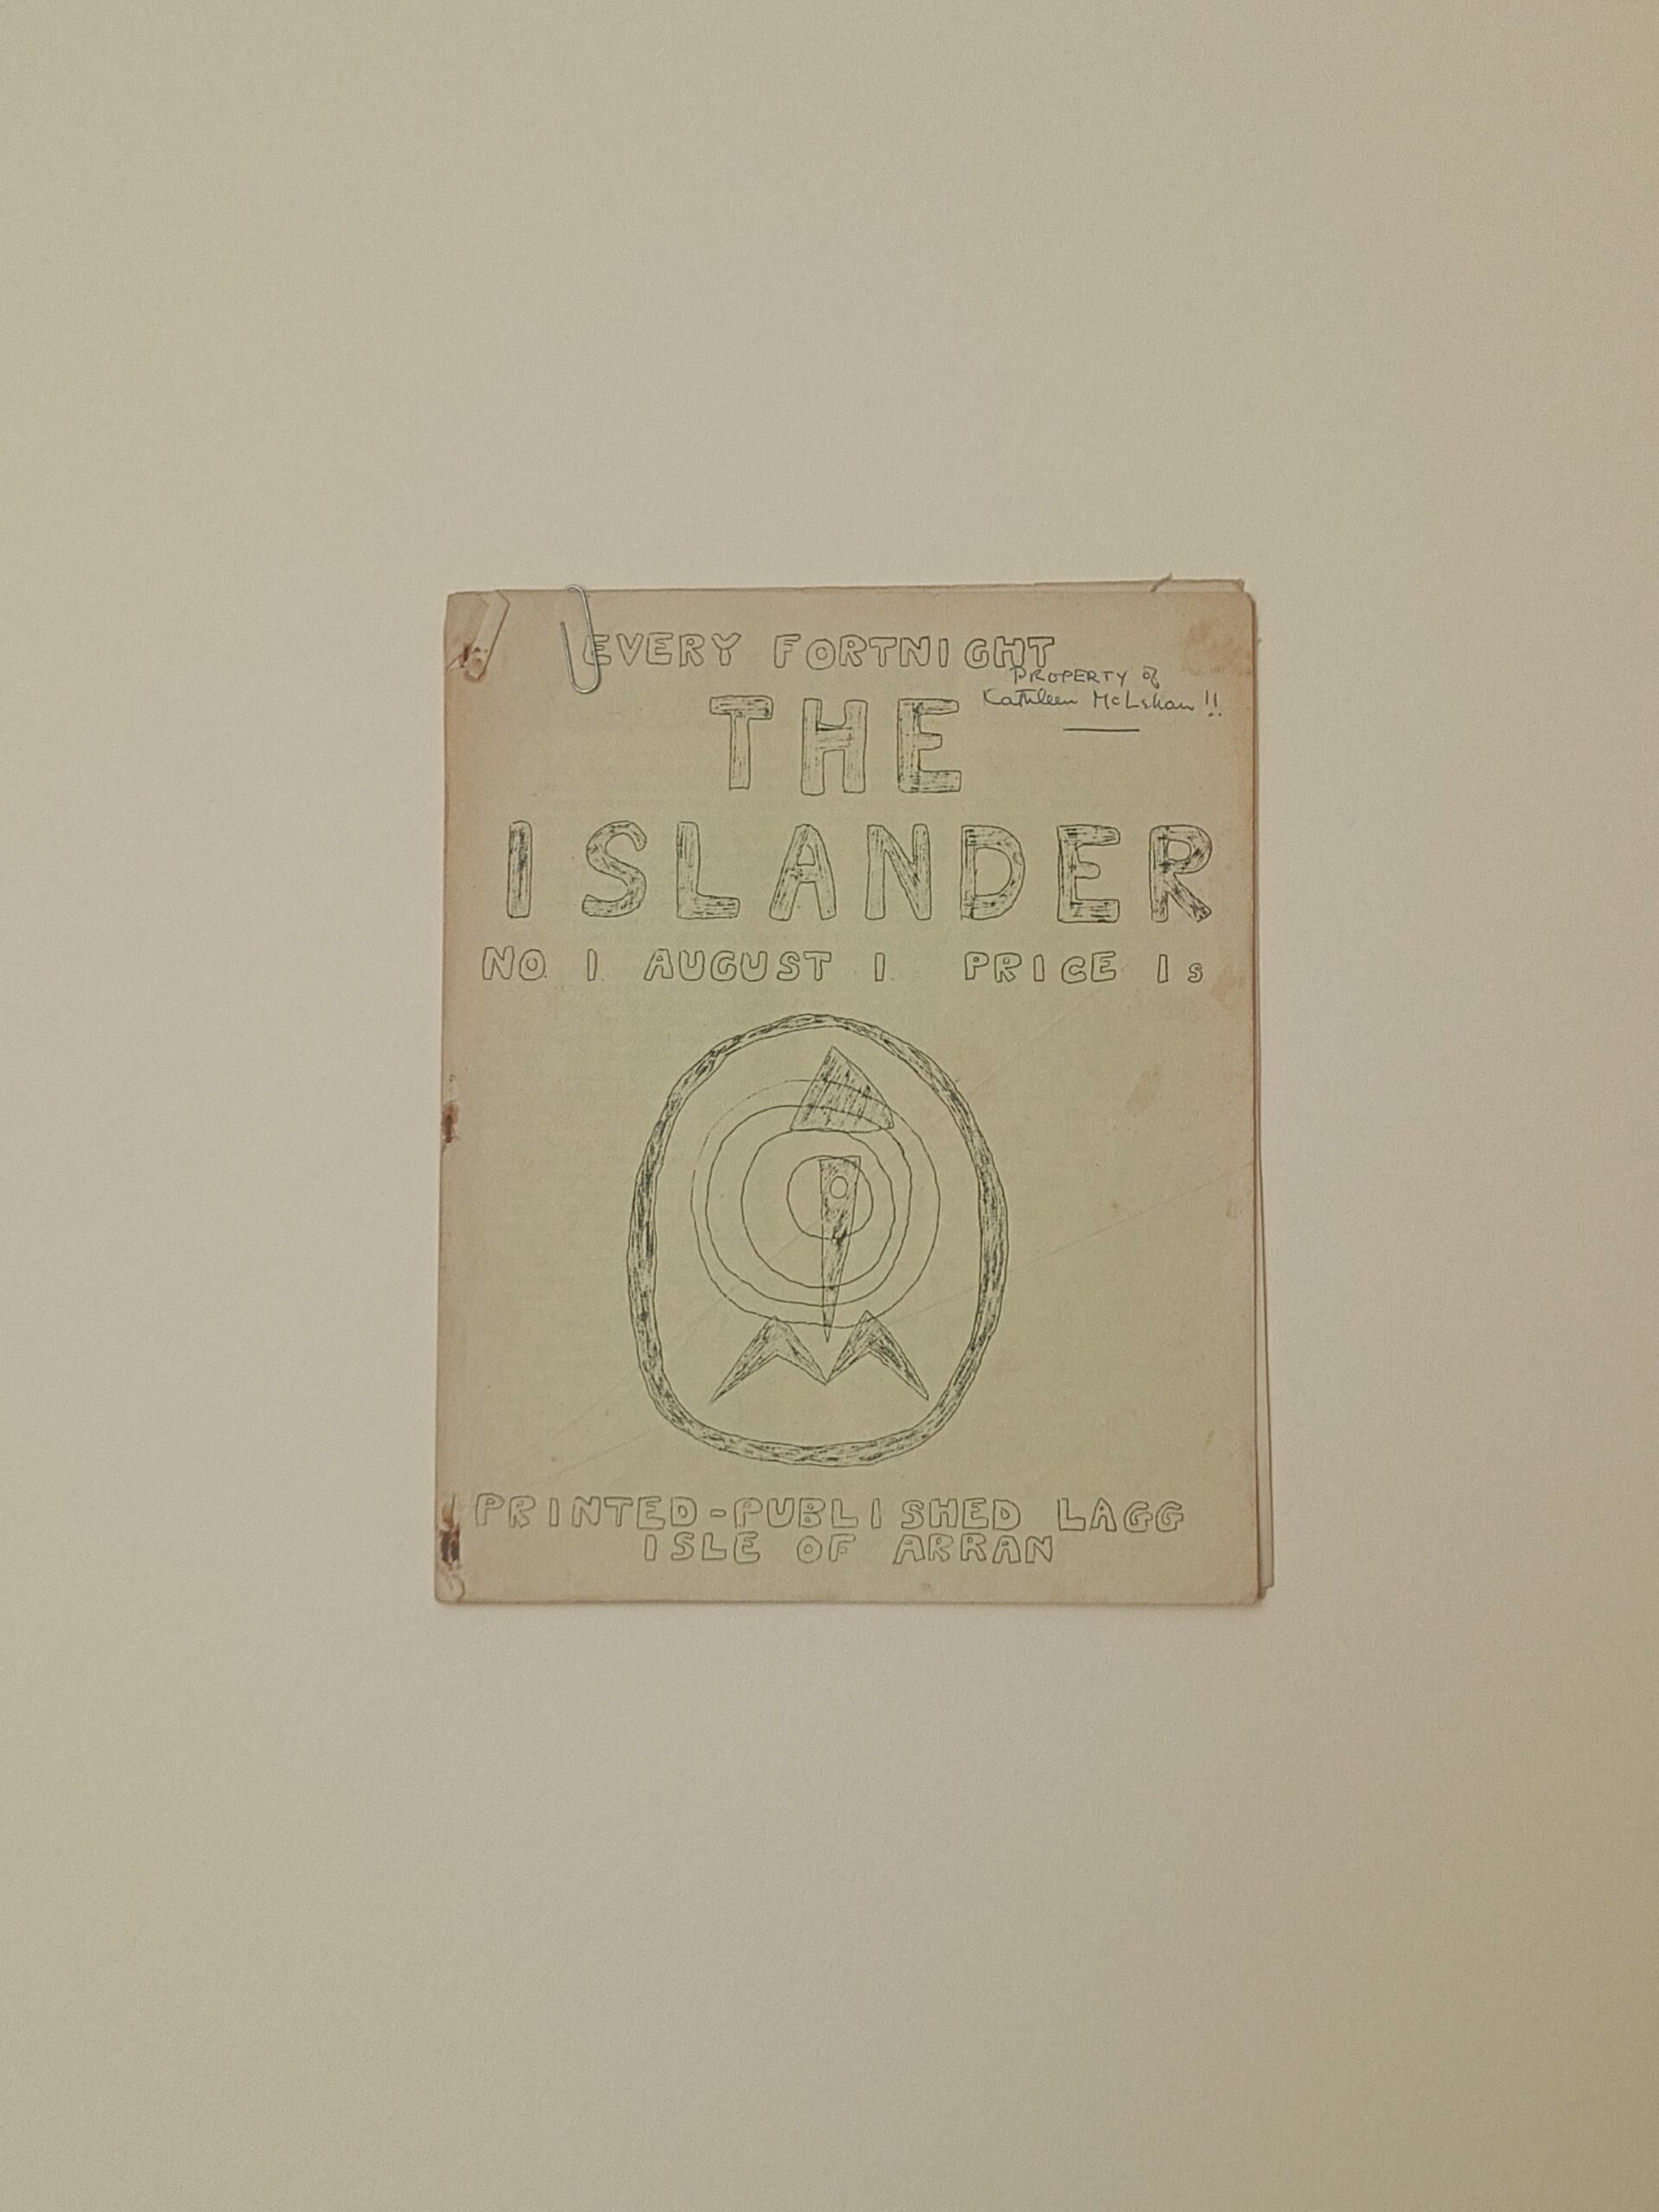 EVERY FORTNIGHT
PROPERTY of
Kathleen !!
THE
ISLANDER
NO. 1. AUGUST 1. PRICE 1s
PRINTED-PUBLISHED LAGG
ISLE OF ARRAN